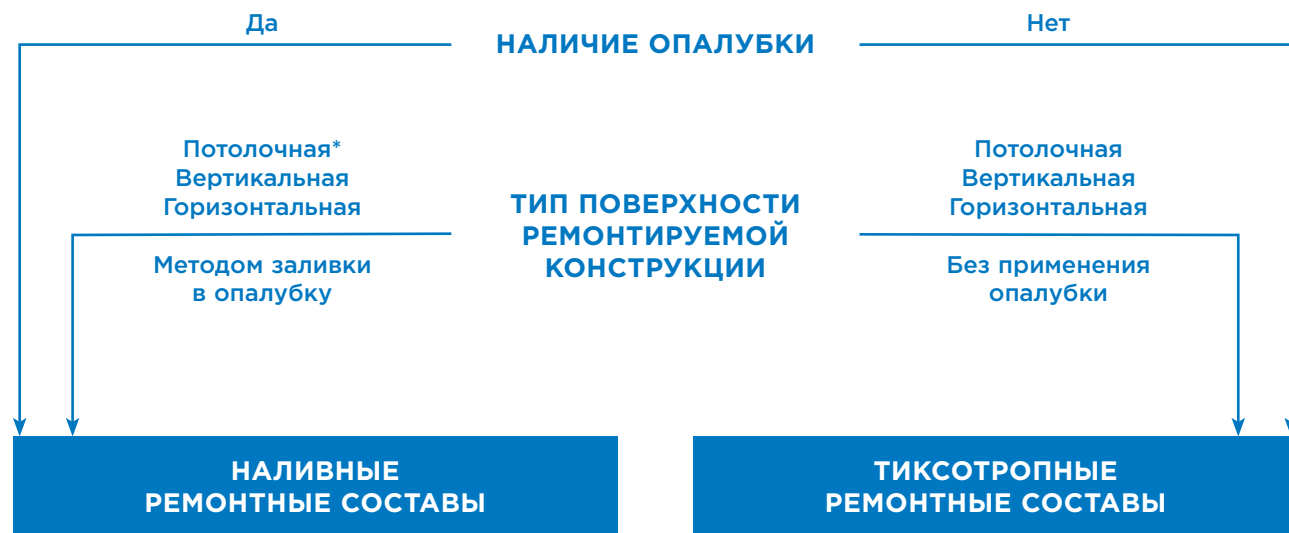 Да
НАЛИЧИЕ ОПАЛУБКИ
Нет
Потолочная*
Вертикальная
Горизонтальная
Методом заливки
в опалубку
ТИП ПОВЕРХНОСТИ
РЕМОНТИРУЕМОЙ
КОНСТРУКЦИИ
Потолочная
Вертикальная
Горизонтальная
Без применения
опалубки
НАЛИВНЫЕ
РЕМОНТНЫЕ СОСТАВЫ
ТИКСОТРОПНЫЕ
РЕМОНТНЫЕ СОСТАВЫ